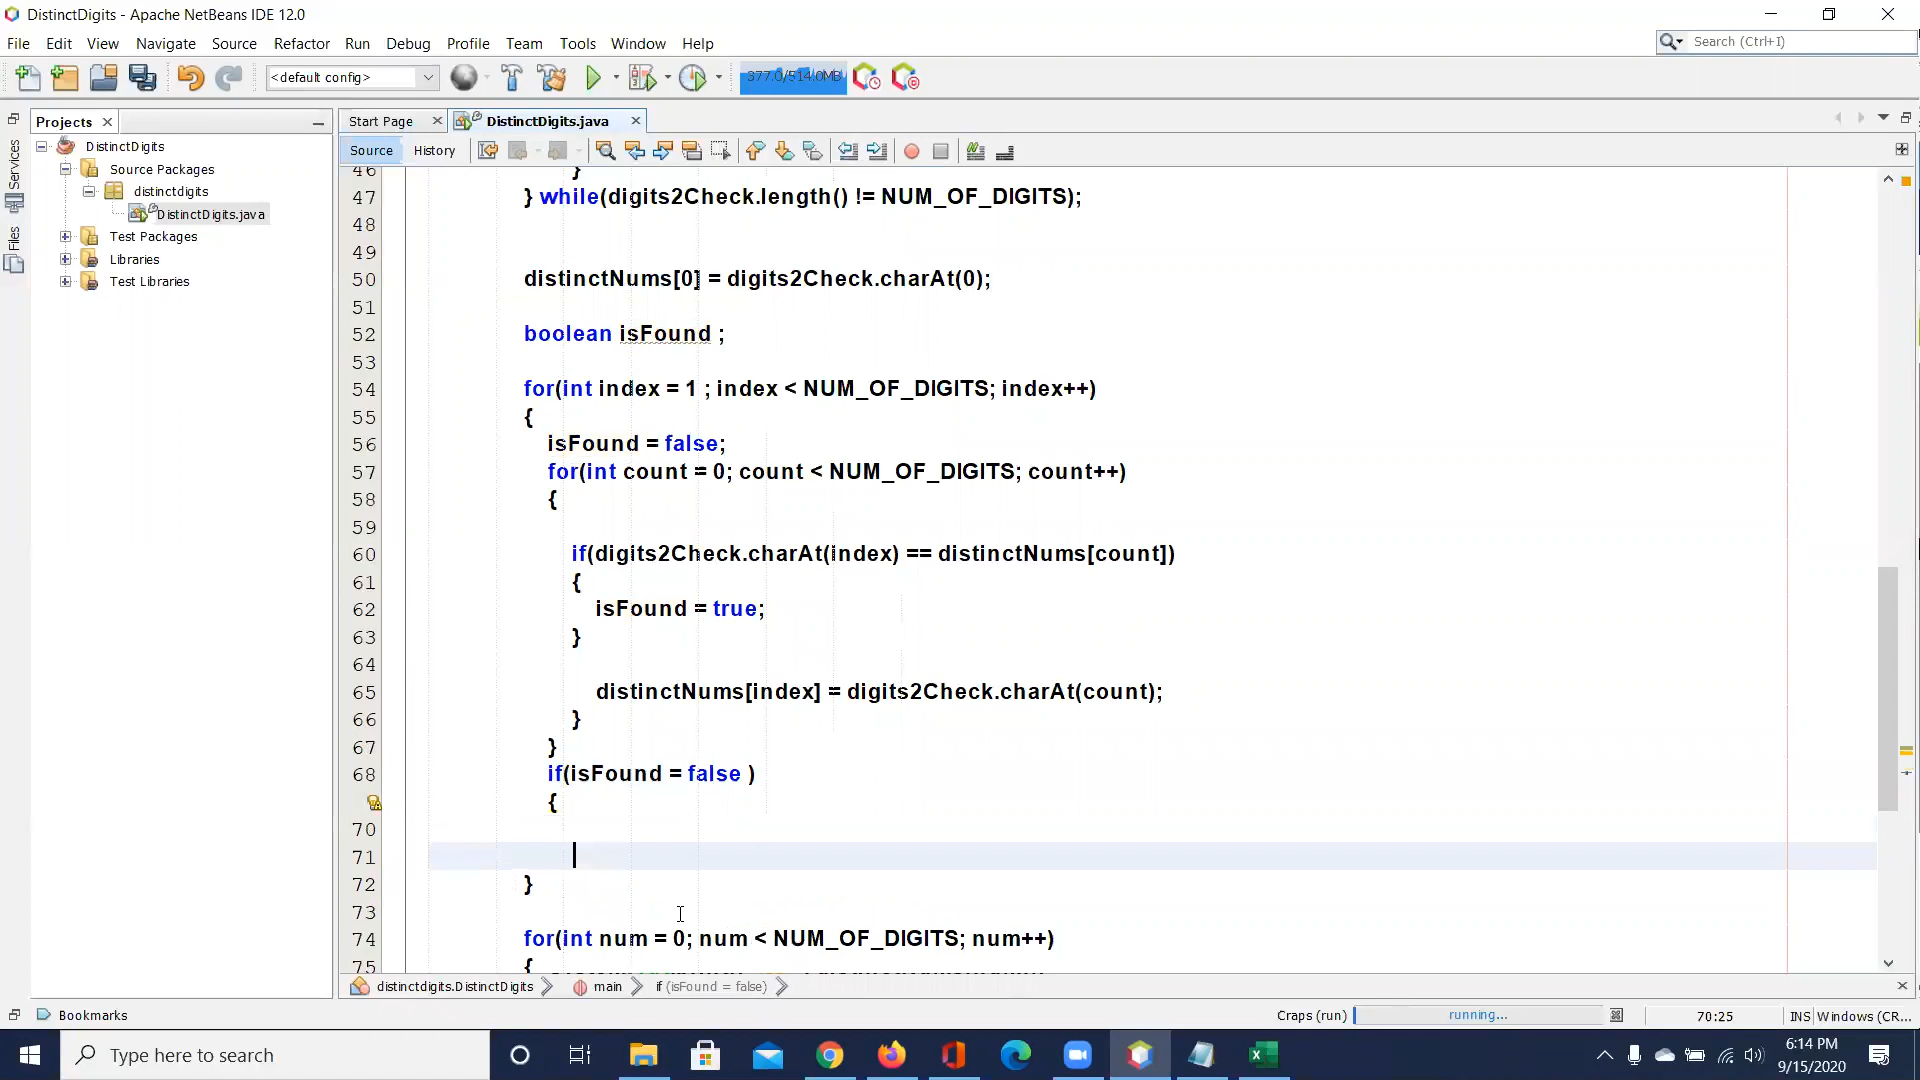 DistinctDigits - Apache NetBeans IDE 12.0
File Edit View Navigate Source Refactor Run Debug Profile Team Tools Window Help
Search (Ctrl+I)
<default config>
377.0/514.0MB
Projects
Start Page
DistinctDigits.java
Services
Files
DistinctDigits
Source Packages
distinctdigits
DistinctDigits.java
Test Packages
Libraries
Test Libraries
Source History
46 }
47 } while(digits2Check.length() != NUM_OF_DIGITS);
48
49
50 distinctNums[0] = digits2Check.charAt(0);
51
52 boolean isFound ;
53
54 for(int index = 1 ; index < NUM_OF_DIGITS; index++)
55 {
56 isFound = false;
57 for(int count = 0; count < NUM_OF_DIGITS; count++)
58 {
59
60 if(digits2Check.charAt(index) == distinctNums[count])
61 {
62 isFound = true;
63 }
64
65 distinctNums[index] = digits2Check.charAt(count);
66 }
67 }
68 if(isFound = false )
{
70
71
72 }
73
74 for(int num = 0; num < NUM_OF_DIGITS; num++)
75 {
distinctdigits.DistinctDigits main if (isFound = false)
Bookmarks
Craps (run) running... 70:25 INS Windows (CR...
Type here to search
6:14 PM
9/15/2020